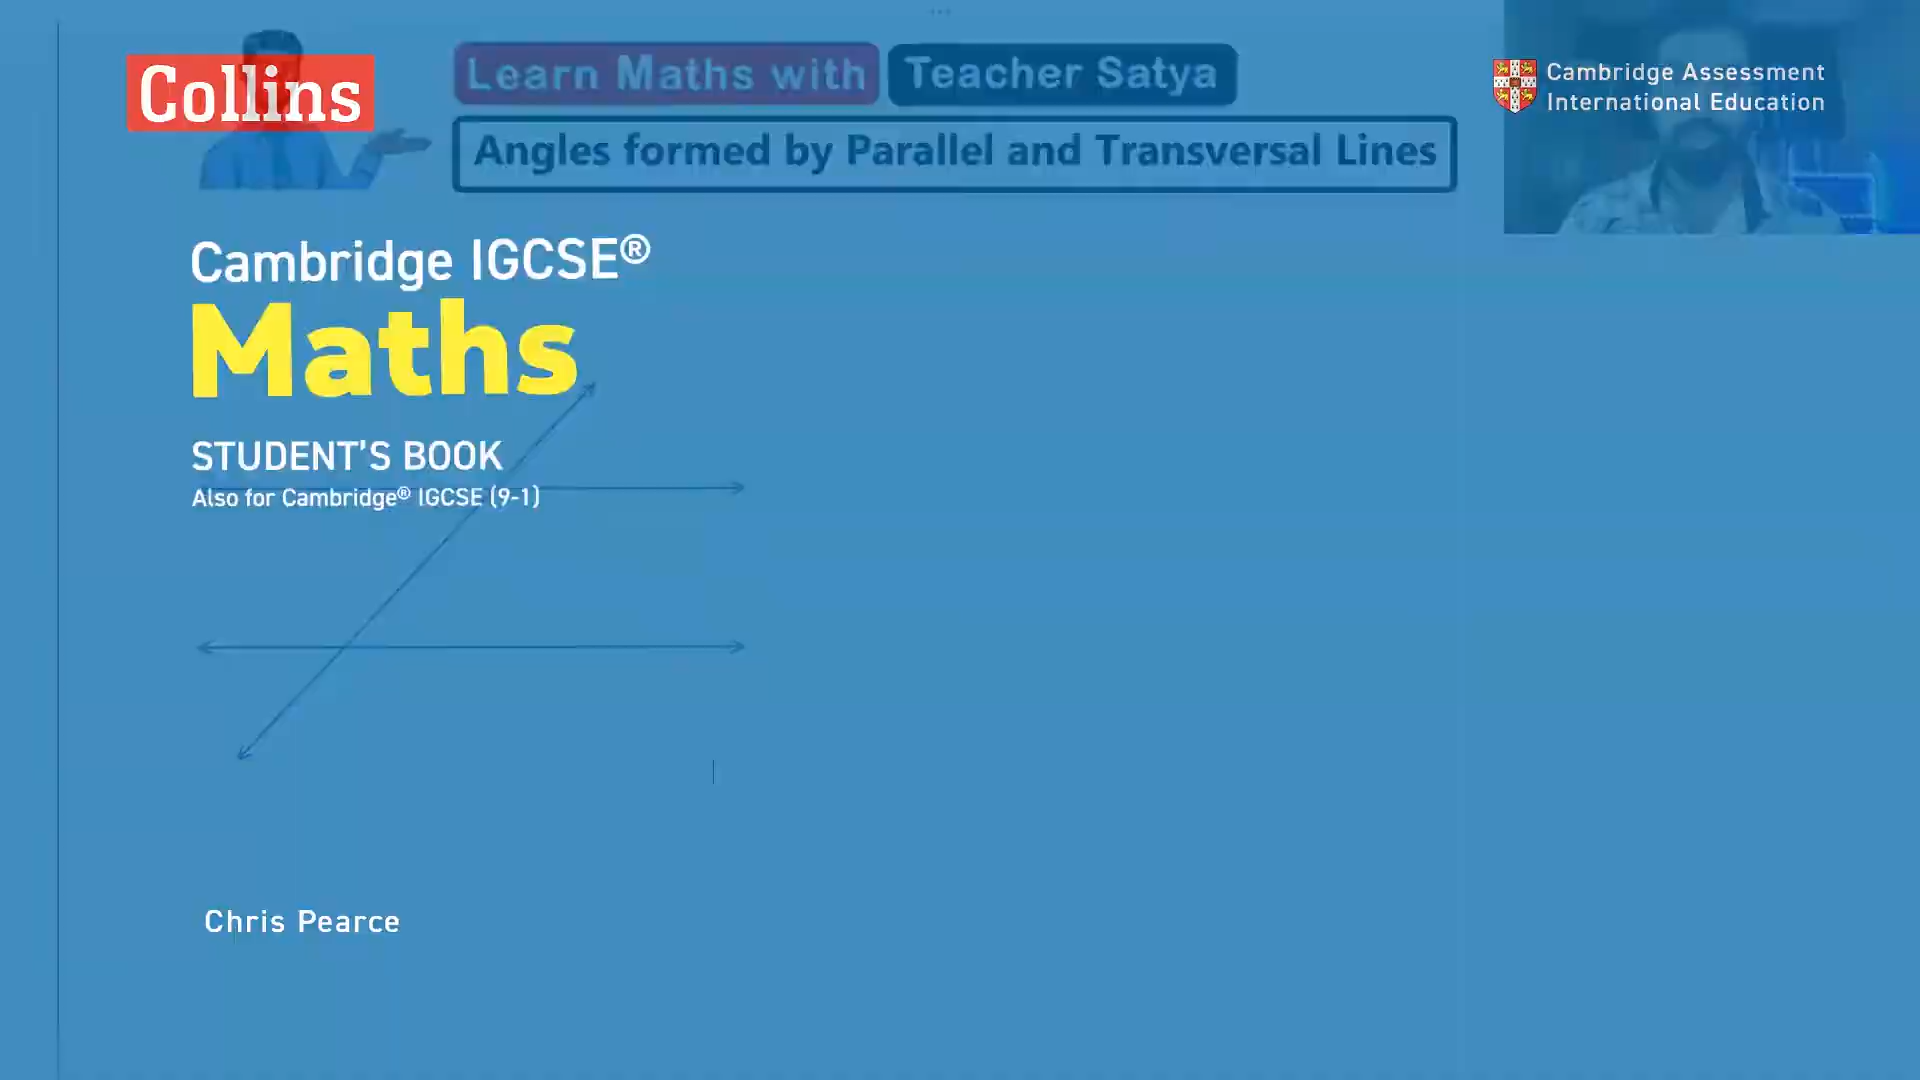 Collins
Learn Maths with Teacher Satya
Cambridge Assessment
International Education
Angles formed by Parallel and Transversal Lines
Cambridge IGCSE®
Maths
STUDENT'S BOOK
Also for Cambridge® IGCSE (9-1)
Chris Pearce